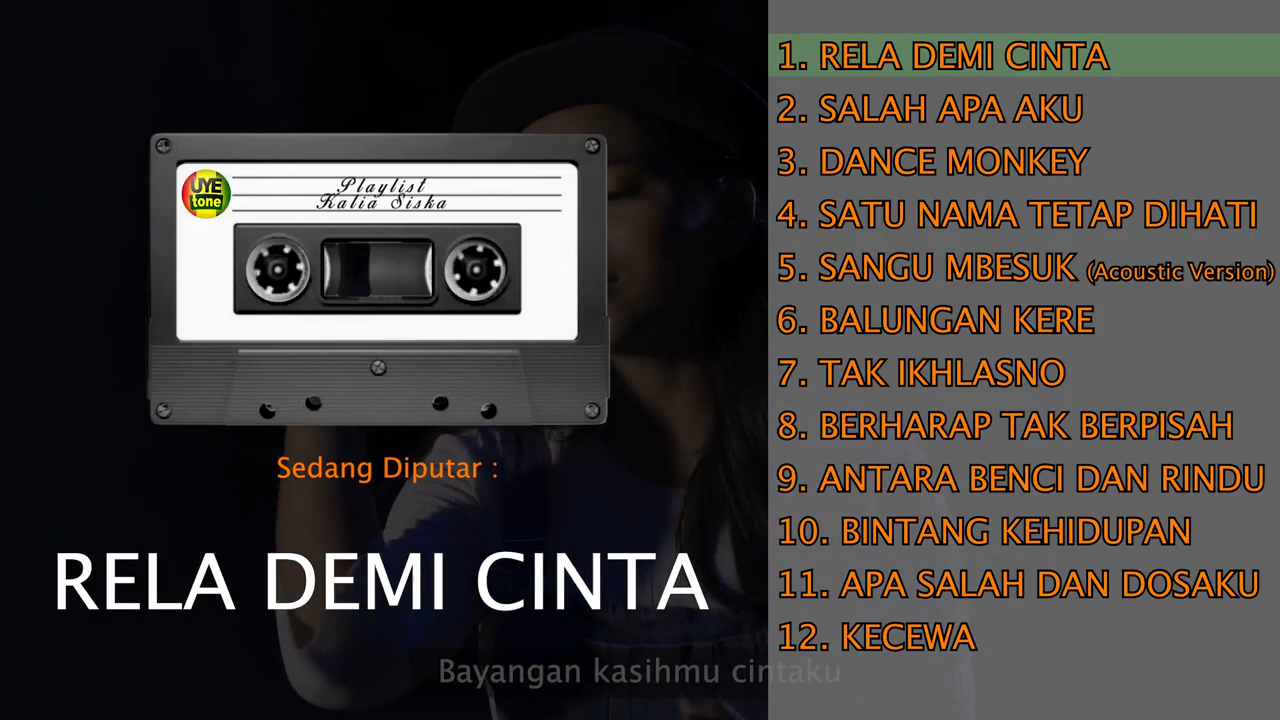 UYE
tone
Playlist
Kalia Siska
Sedang Diputar :
RELA DEMI CINTA
Bayangan kasihmu cintaku
1. RELA DEMI CINTA
2. SALAH APA AKU
3. DANCE MONKEY
4. SATU NAMA TETAP DIHATI
5. SANGU MBESUK (Acoustic Version)
6. BALUNGAN KERE
7. TAK IKHLASNO
8. BERHARAP TAK BERPISAH
9. ANTARA BENCI DAN RINDU
10. BINTANG KEHIDUPAN
11. APA SALAH DAN DOSAKU
12. KECEWA